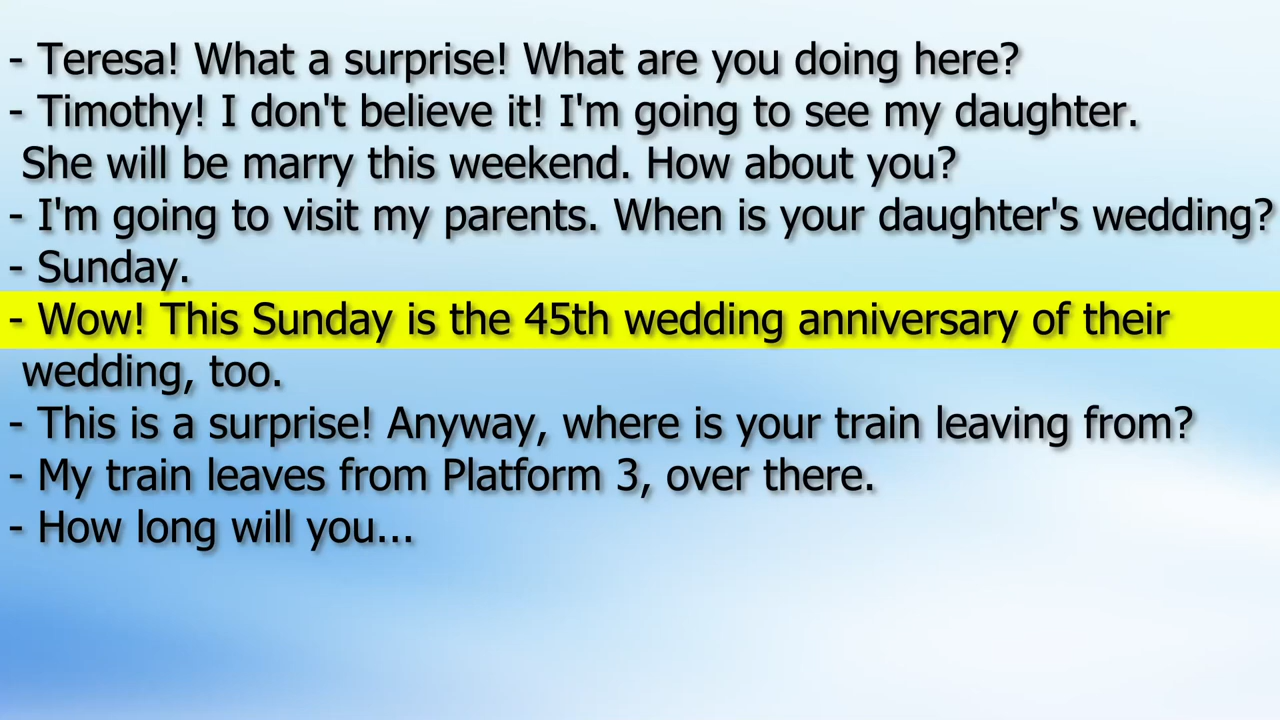 - Teresa! What a surprise! What are you doing here?
- Timothy! I don't believe it! I'm going to see my daughter.
She will be marry this weekend. How about you?
- I'm going to visit my parents. When is your daughter's wedding?
- Sunday.
- Wow! This Sunday is the 45th wedding anniversary of their
wedding, too.
- This is a surprise! Anyway, where is your train leaving from?
- My train leaves from Platform 3, over there.
- How long will you...